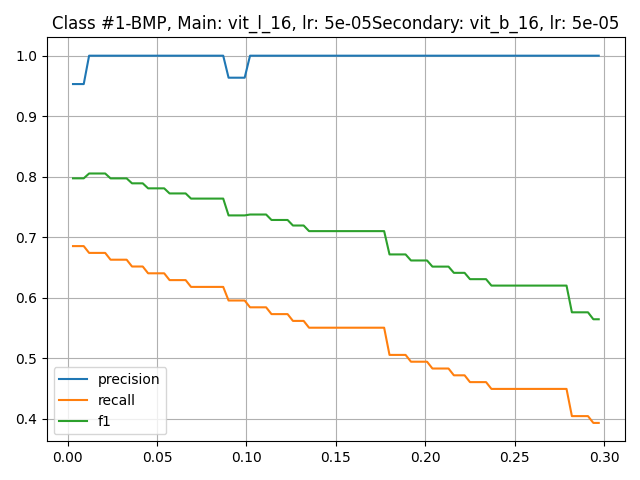 Class #1-BMP, Main: vit_l_16, lr: 5e-05Secondary: vit_b_16, lr: 5e-05
1.0
0.9
0.8
0.7
0.6
0.5
0.4
precision
recall
f1
0.00 0.05 0.10 0.15 0.20 0.25 0.30